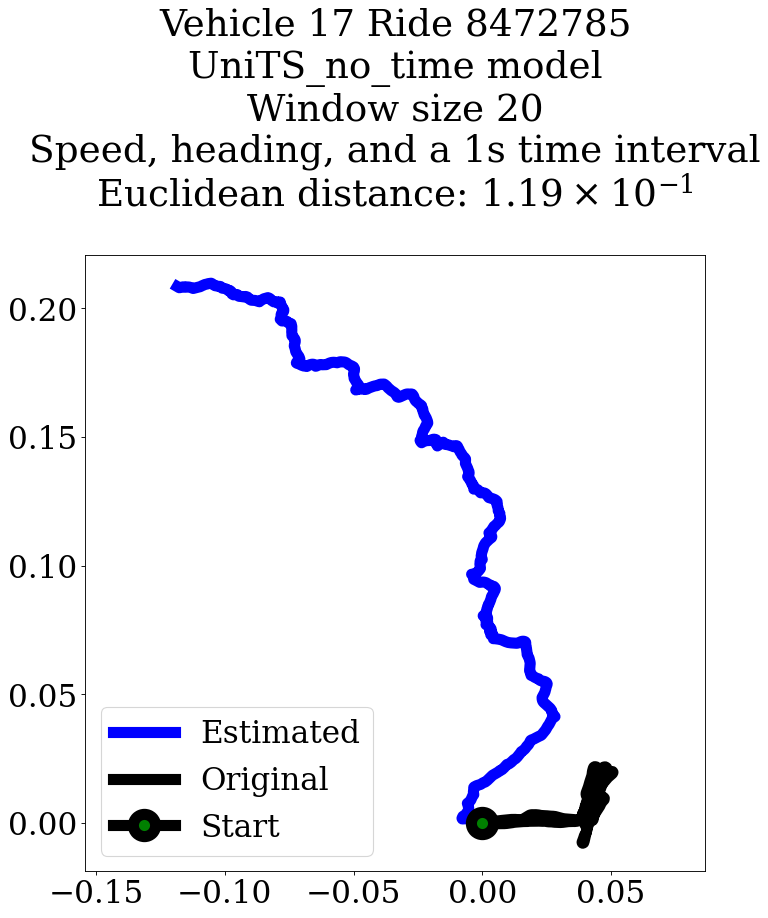 Vehicle 17 Ride 8472785
UniTS_no_time model
Window size 20
Speed, heading, and a 1s time interval
Euclidean distance: 1.19 × 10⁻¹
0.20
0.15
0.10
0.05
0.00
Estimated
Original
Start
−0.15 −0.10 −0.05 0.00 0.05